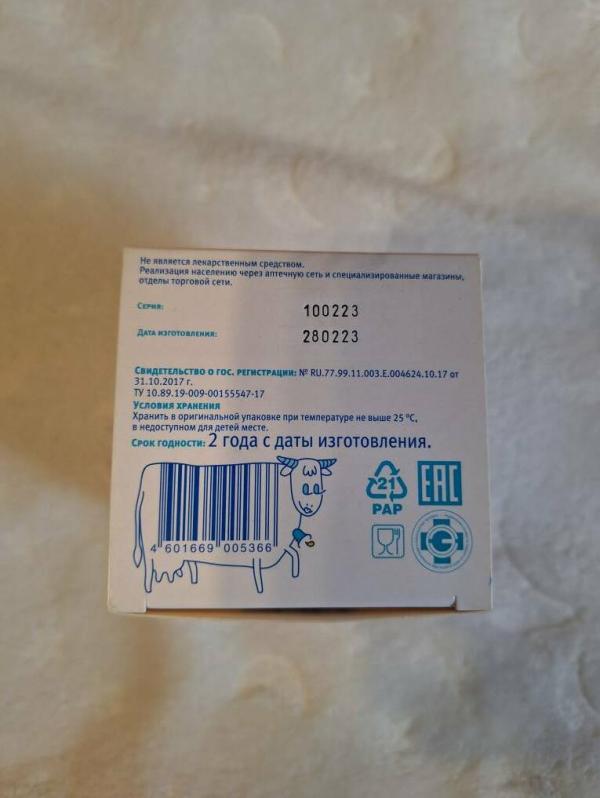 Не является лекарственным средством.
Реализация населению через аптечную сеть и специализированные магазины,
отделы торговой сети.
Серия: 100223
Дата изготовления: 280223
Свидетельство о гос. регистрации: № RU.77.99.11.003.Е.004624.10.17 от
31.10.2017 г.
ТУ 10.89.19-009-00155547-17
Условия хранения
Хранить в оригинальной упаковке при температуре не выше 25 °С,
в недоступном для детей месте.
Срок годности: 2 года с даты изготовления.
4 601669 005366
21
PAP
ЕАС